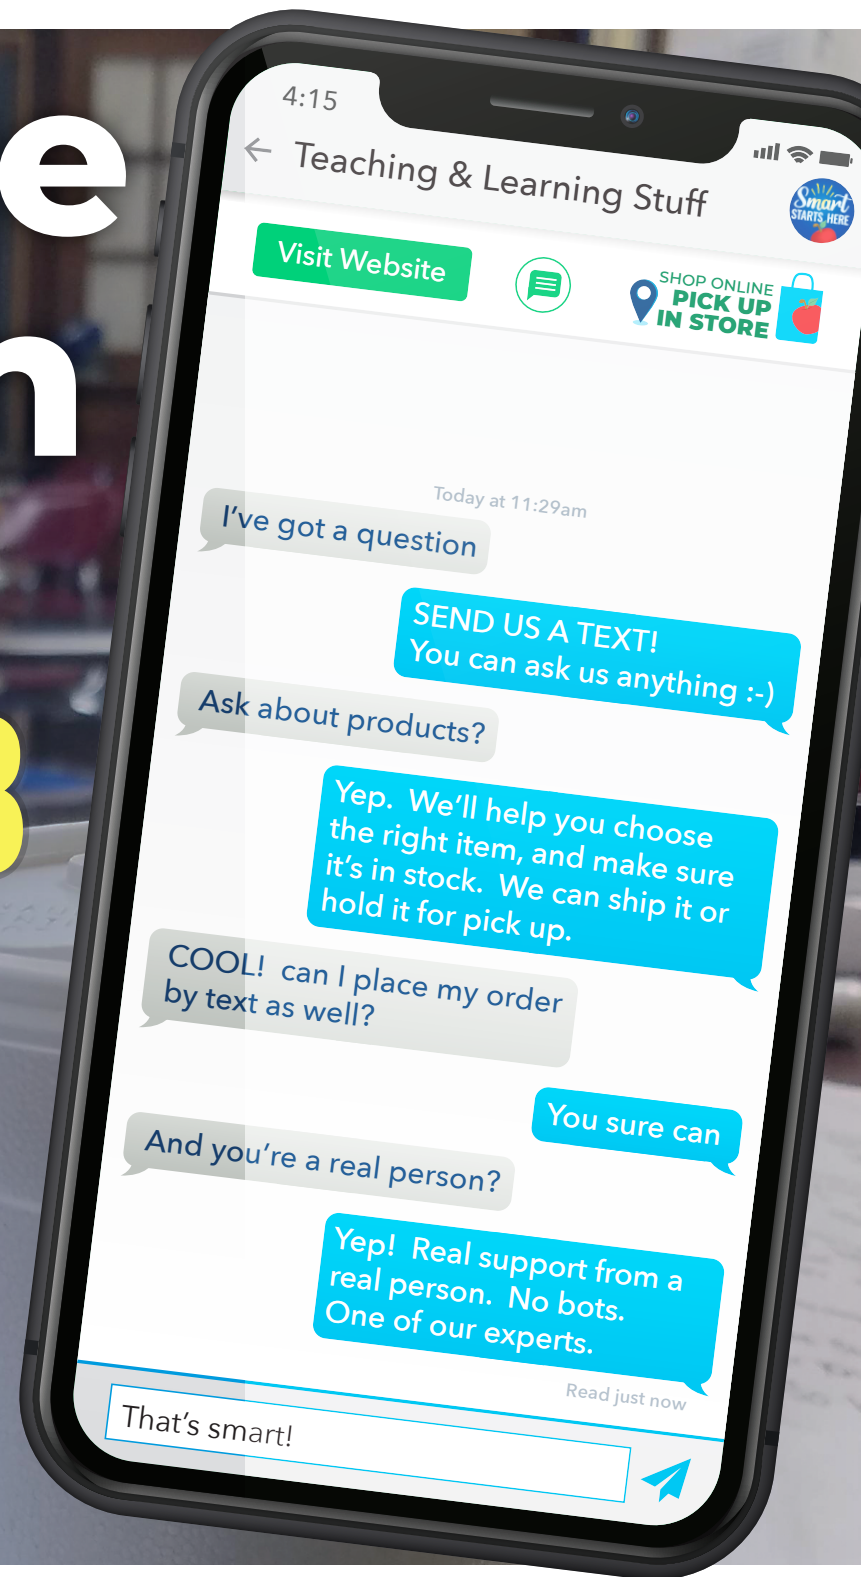 4:15
Teaching & Learning Stuff
Smart
STARTS HERE
Visit Website
SHOP ONLINE
PICK UP
IN STORE
Today at 11:29am
I've got a question
SEND US A TEXT!
You can ask us anything :-)
Ask about products?
Yep.  We'll help you choose
the right item, and make sure
it's in stock.  We can ship it or
hold it for pick up.
COOL!  can I place my order
by text as well?
You sure can
And you're a real person?
Yep!  Real support from a
real person.  No bots.
One of our experts.
Read just now
That's smart!